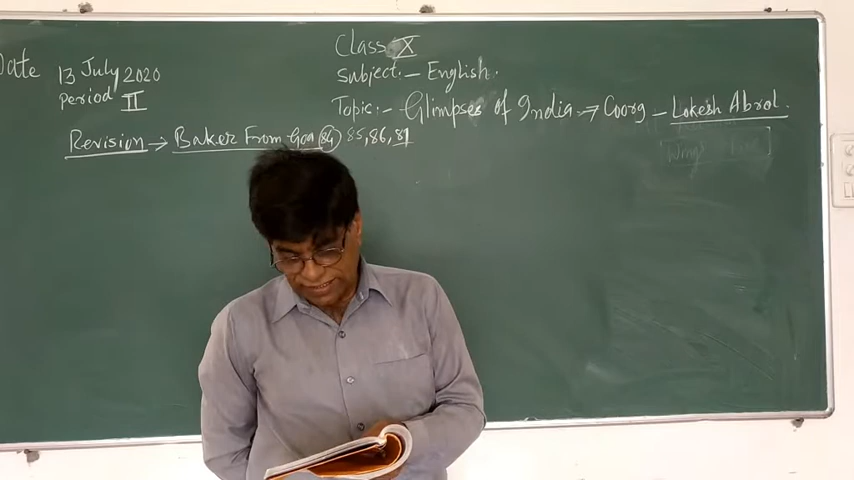 Date 13 July 2020
Period II
Class X
Subject:- English.
Topic:- Glimpses of India → Coorg - Lokesh Abrol.
Revision → Baker From Goa 84 85, 86, 87